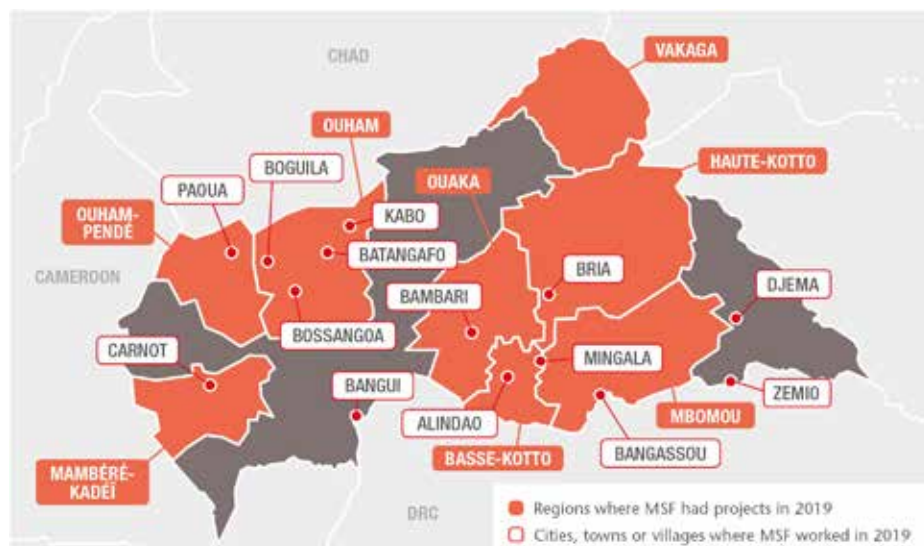 VAKAGA
CHAD
OUHAM
BOGUILA
HAUTE-KOTTO
OUAKA
PAOUA
KABO
OUHAM-
PENDÉ
BATANGAFO
CAMEROON
BRIA
DJEMA
BAMBARI
BOSSANGOA
CARNOT
MINGALA
BANGUI
ZEMIO
ALINDAO
MBOMOU
BASSE-KOTTO
BANGASSOU
MAMBÉRÉ-
KADÉÏ
DRC
Regions where MSF had projects in 2019
Cities, towns or villages where MSF worked in 2019